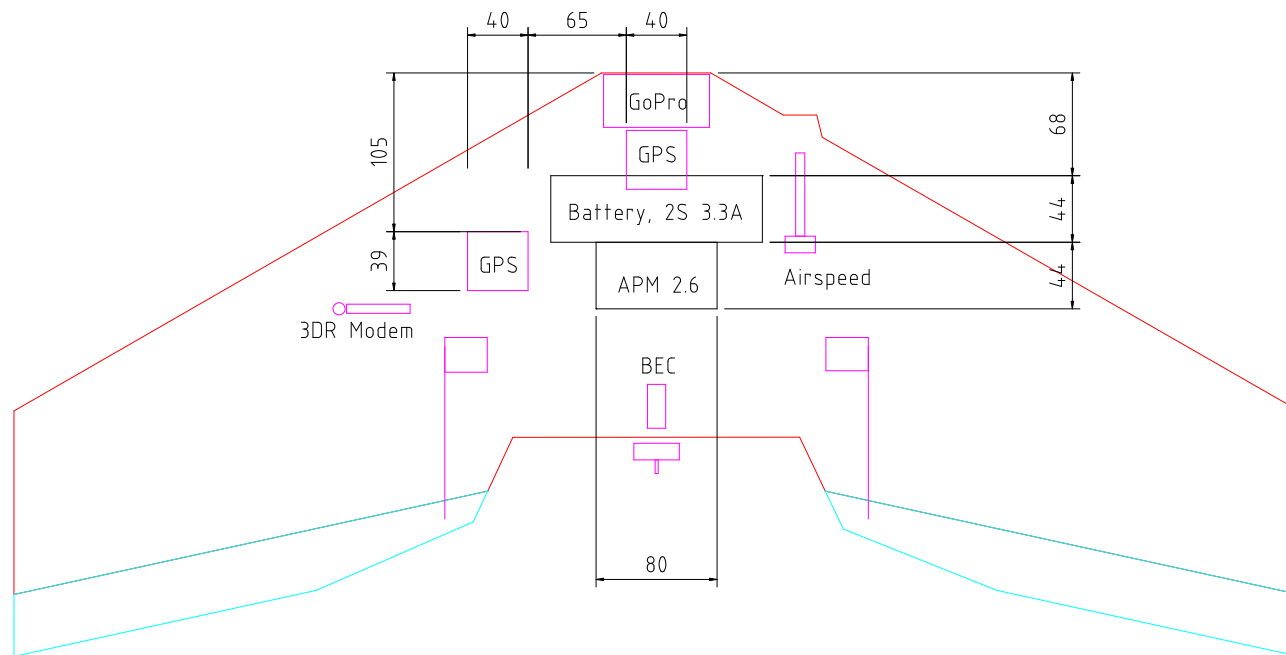 40
65
40
GoPro
68
105
GPS
44
Battery, 2S 3.3A
39
GPS
44
Airspeed
APM 2.6
3DR Modem
BEC
80